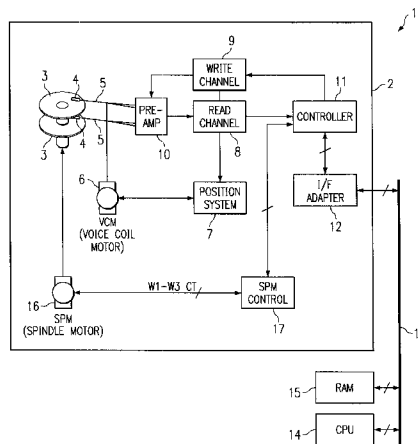 1
9
WRITE
CHANNEL
11
2
3
4
5
PRE-
AMP
READ
CHANNEL
CONTROLLER
3
4
5
10
8
6
VCM
(VOICE COIL
MOTOR)
POSITION
SYSTEM
7
I/F
ADAPTER
12
W1-W3 CT
16
SPM
(SPINDLE MOTOR)
SPM
CONTROL
17
1
15
RAM
14
CPU